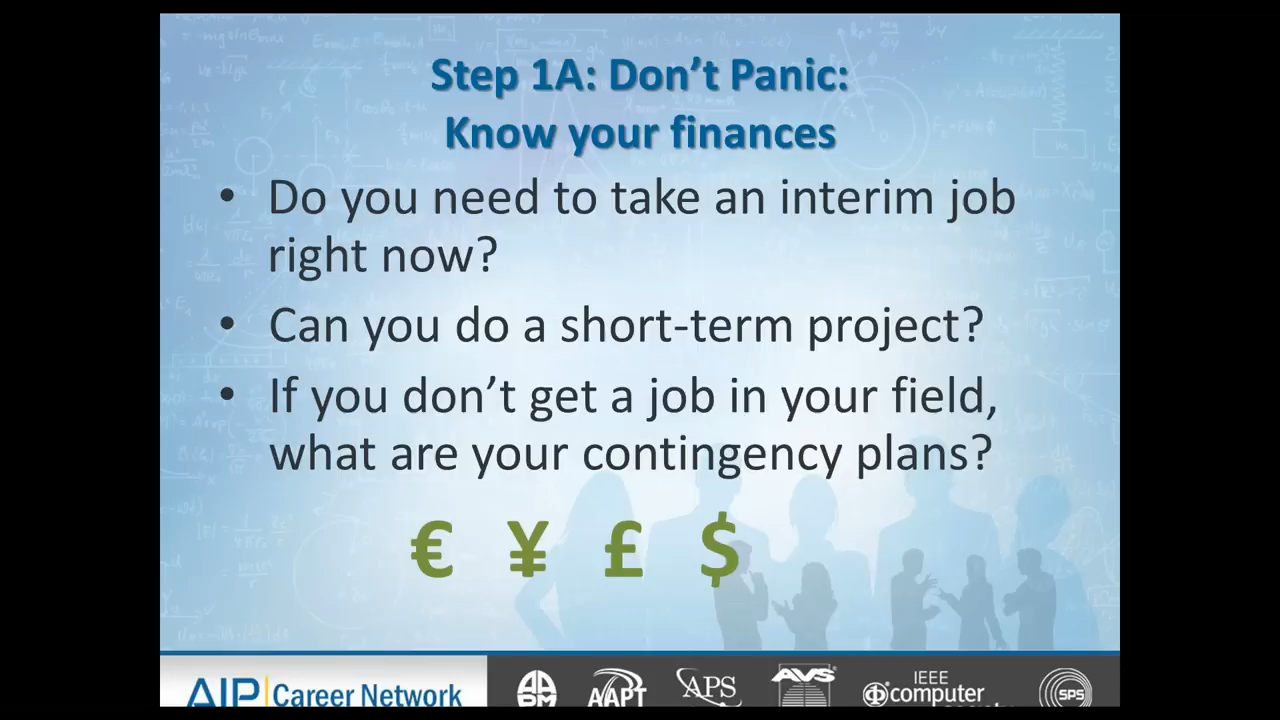 Step 1A: Don’t Panic:
Know your finances
• Do you need to take an interim job
right now?
• Can you do a short-term project?
• If you don’t get a job in your field,
what are your contingency plans?
€ ¥ £ $
AIP | Career Network
AAPT
APS
AVS
IEEE
computer
society
SPS